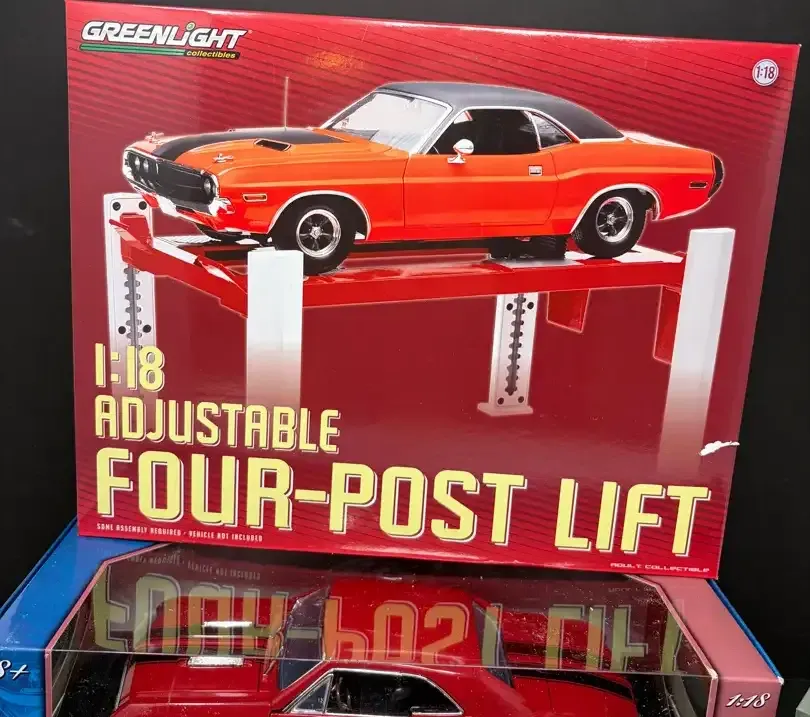 GREENLiGHT
collectibles
1:18
1:18
ADJUSTABLE
FOUR-POST LIFT
SOME ASSEMBLY REQUIRED • VEHICLE NOT INCLUDED
ADULT COLLECTIBLE
8+
1:18